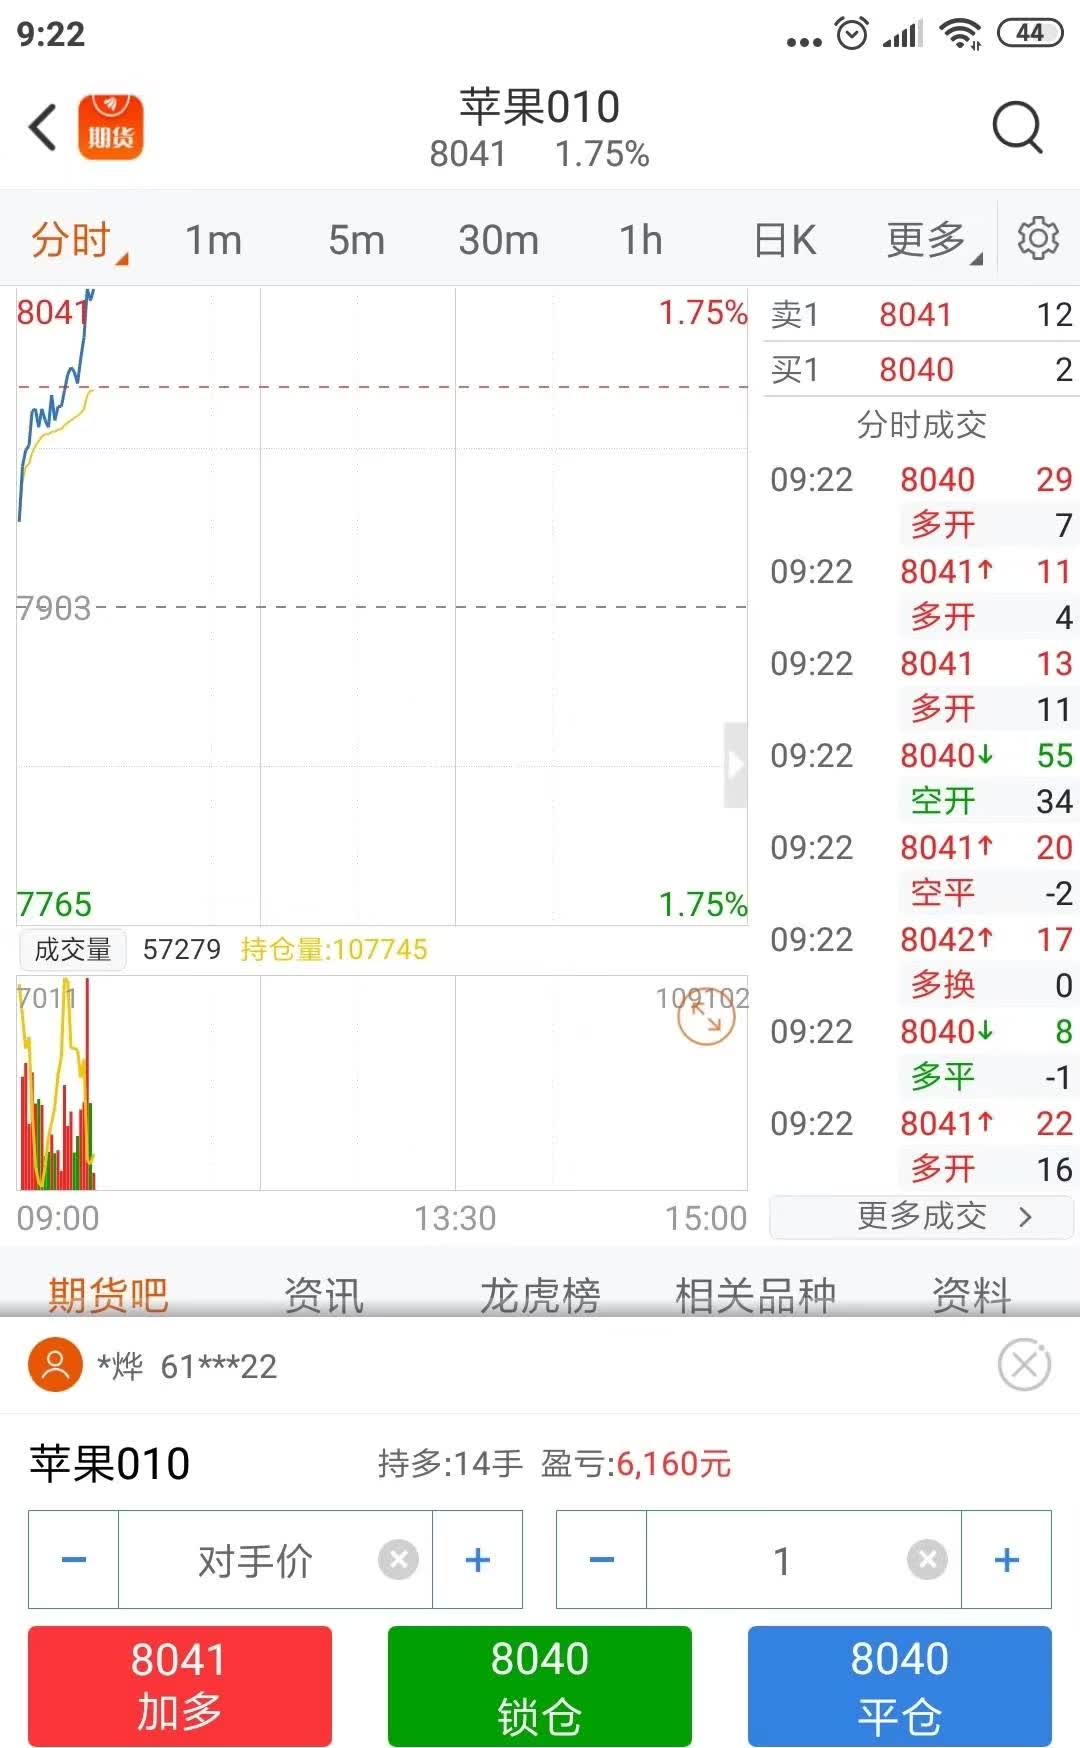 9:22
44
期货
苹果010
8041 1.75%
分时 1m 5m 30m 1h 日K 更多
8041 1.75%
7903
7765 1.75%
成交量 57279 持仓量:107745
7011 109102
09:00 13:30 15:00
卖1 8041 12
买1 8040 2
分时成交
09:22 8040 29
多开 7
09:22 8041↑ 11
多开 4
09:22 8041 13
多开 11
09:22 8040↓ 55
空开 34
09:22 8041↑ 20
空平 -2
09:22 8042↑ 17
多换 0
09:22 8040↓ 8
多平 -1
09:22 8041↑ 22
多开 16
更多成交 >
期货吧 资讯 龙虎榜 相关品种 资料
*烨 61***22
苹果010 持多:14手 盈亏:6,160元
− 对手价 + − 1 +
8041 8040 8040
加多 锁仓 平仓